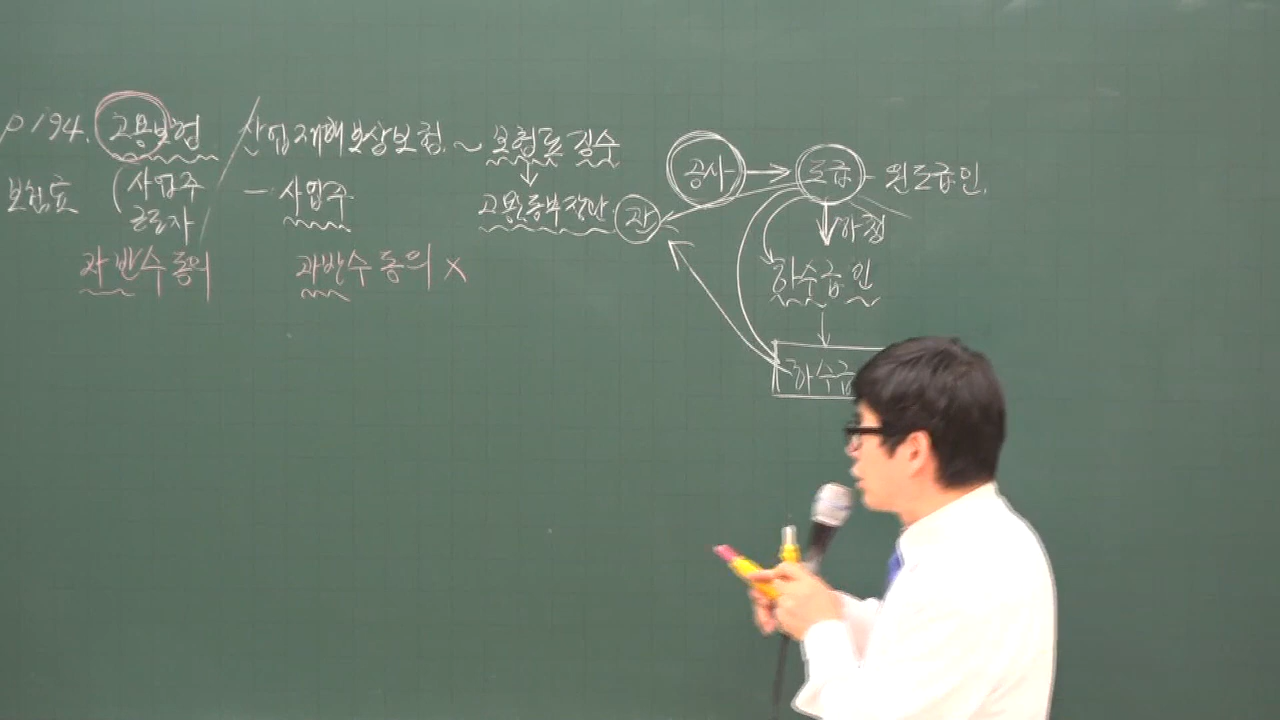 P 194. 고용보험 / 산업재해보상보험 ~ 보험료 징수
보험료 ( 사업주 - 사업주
근로자
고용노동부장관
과반수 동의
과반수 동의 X
공사 → 도급 - 원도급인.
하청
하수급인
하수급